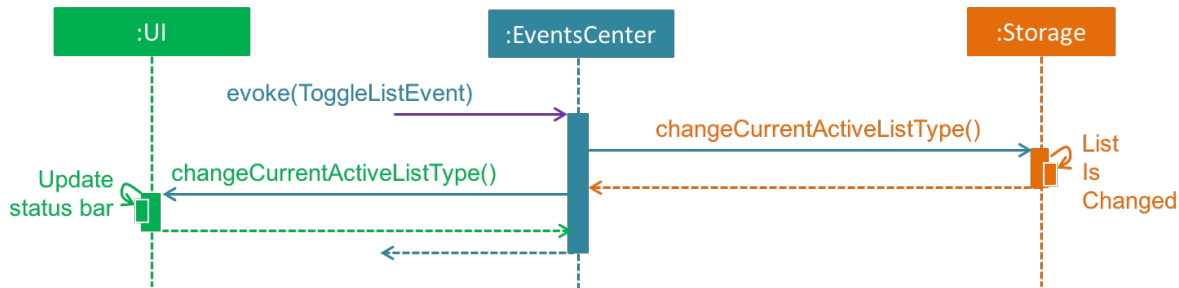 :UI
:EventsCenter
:Storage
evoke(ToggleListEvent)
changeCurrentActiveListType()
List
Is
Changed
changeCurrentActiveListType()
Update
status bar